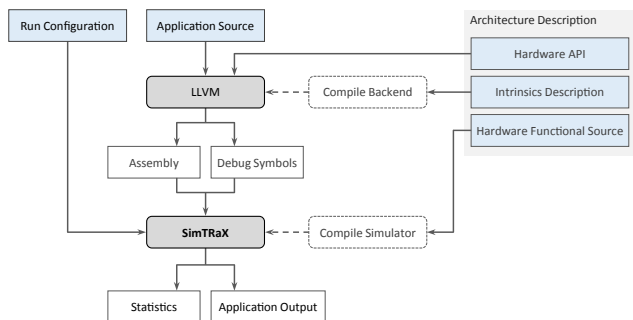 Run Configuration
Application Source
Architecture Description
Hardware API
LLVM
Compile Backend
Intrinsics Description
Hardware Functional Source
Assembly
Debug Symbols
SimTRaX
Compile Simulator
Statistics
Application Output